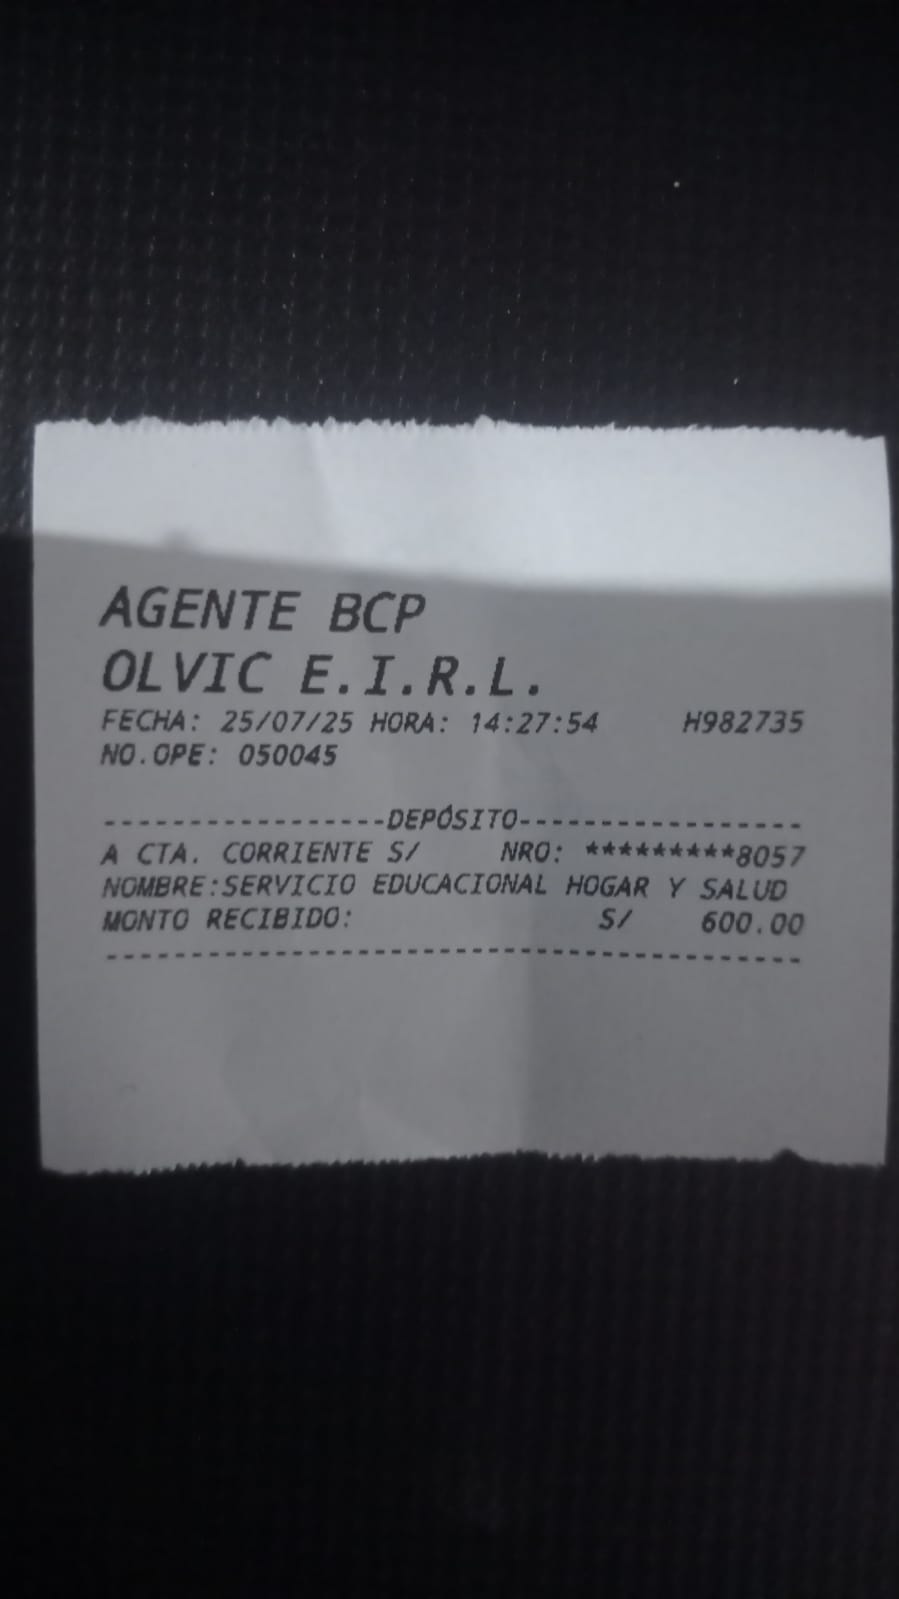 AGENTE BCP
OLVIC E.I.R.L.
FECHA: 25/07/25 HORA: 14:27:54 H982735
NO.OPE: 050045
------------------DEPÓSITO------------------
A CTA. CORRIENTE S/ NRO: *********8057
NOMBRE:SERVICIO EDUCACIONAL HOGAR Y SALUD
MONTO RECIBIDO: S/ 600.00
--------------------------------------------